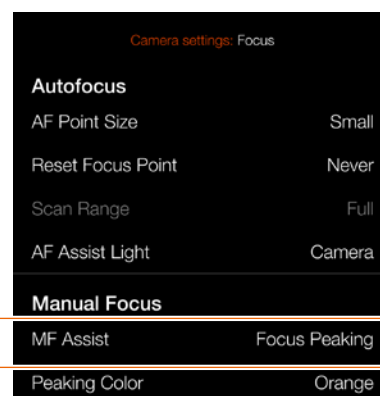 Camera settings: Focus
Autofocus
AF Point Size Small
Reset Focus Point Never
Scan Range Full
AF Assist Light Camera
Manual Focus
MF Assist Focus Peaking
Peaking Color Orange